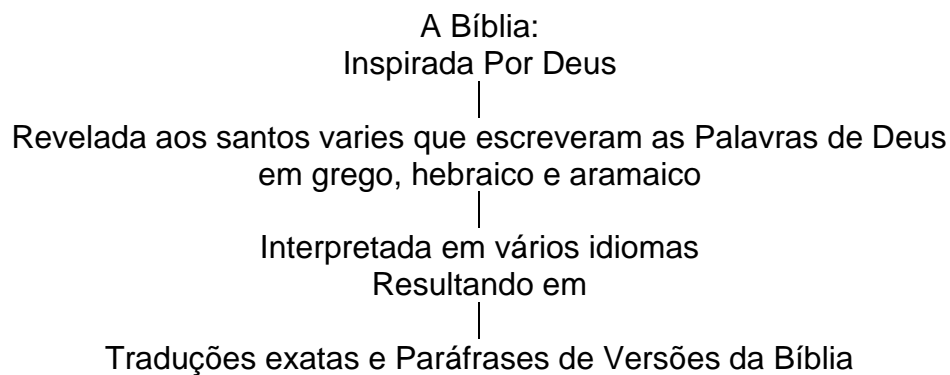 A Bíblia:
Inspirada Por Deus
Revelada aos santos varies que escreveram as Palavras de Deus
em grego, hebraico e aramaico
Interpretada em vários idiomas
Resultando em
Traduções exatas e Paráfrases de Versões da Bíblia